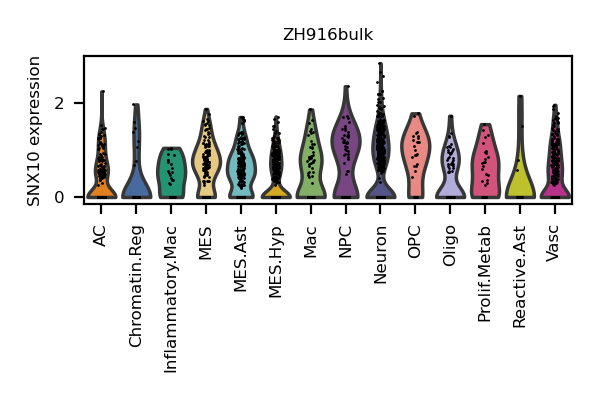 ZH916bulk
SNX10 expression
2
0
AC
Chromatin.Reg
Inflammatory.Mac
MES
MES.Ast
MES.Hyp
Mac
NPC
Neuron
OPC
Oligo
Prolif.Metab
Reactive.Ast
Vasc